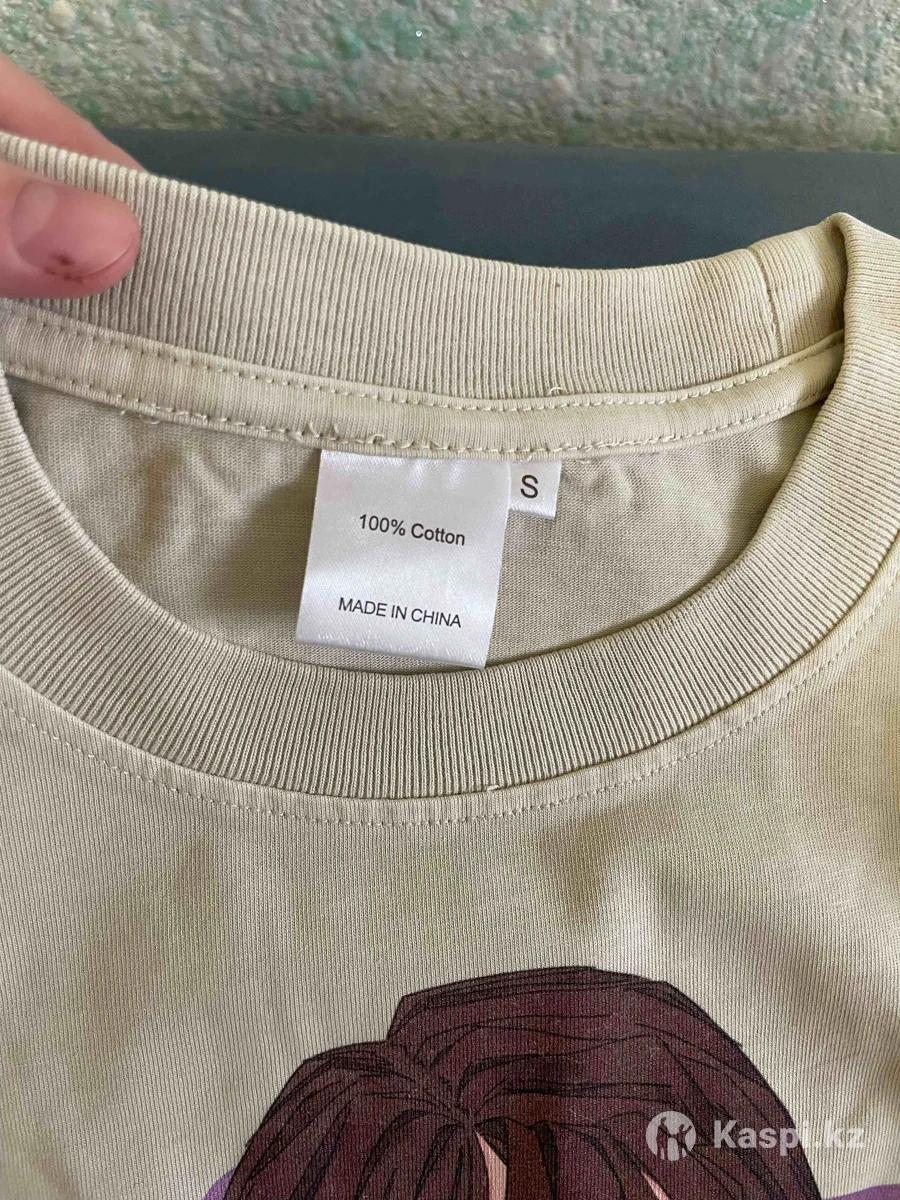 S
100% Cotton
MADE IN CHINA
Kaspi.kz